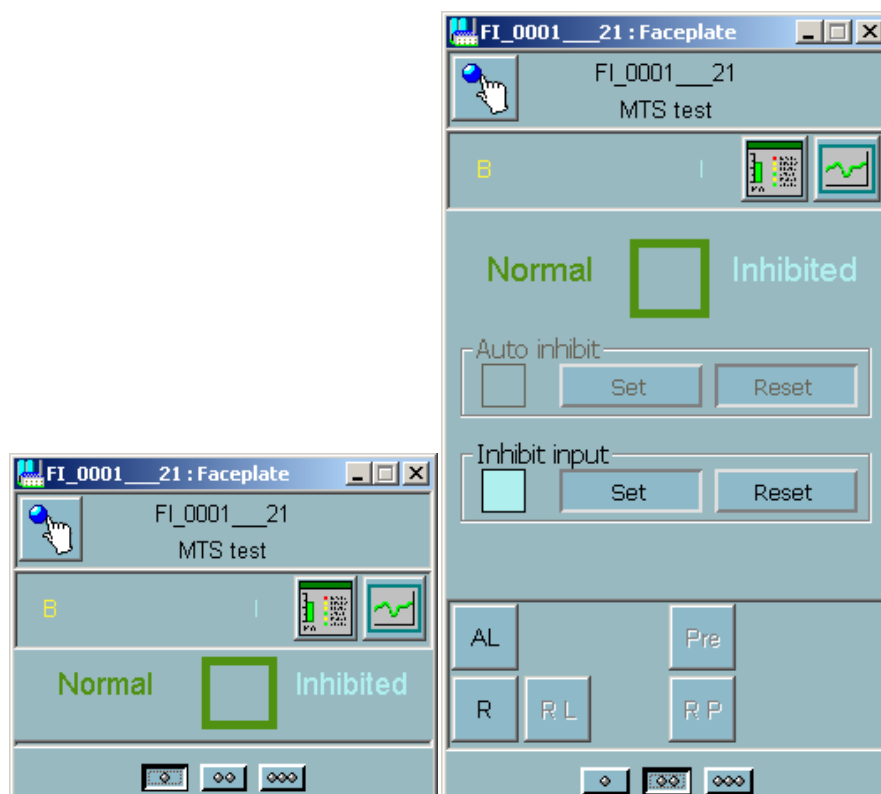 FI_0001___21 : Faceplate
FI_0001___21
MTS test
B I
Normal Inhibited
FI_0001___21 : Faceplate
FI_0001___21
MTS test
B I
Normal Inhibited
Auto inhibit
Set Reset
Inhibit input
Set Reset
AL Pre
R R L R P